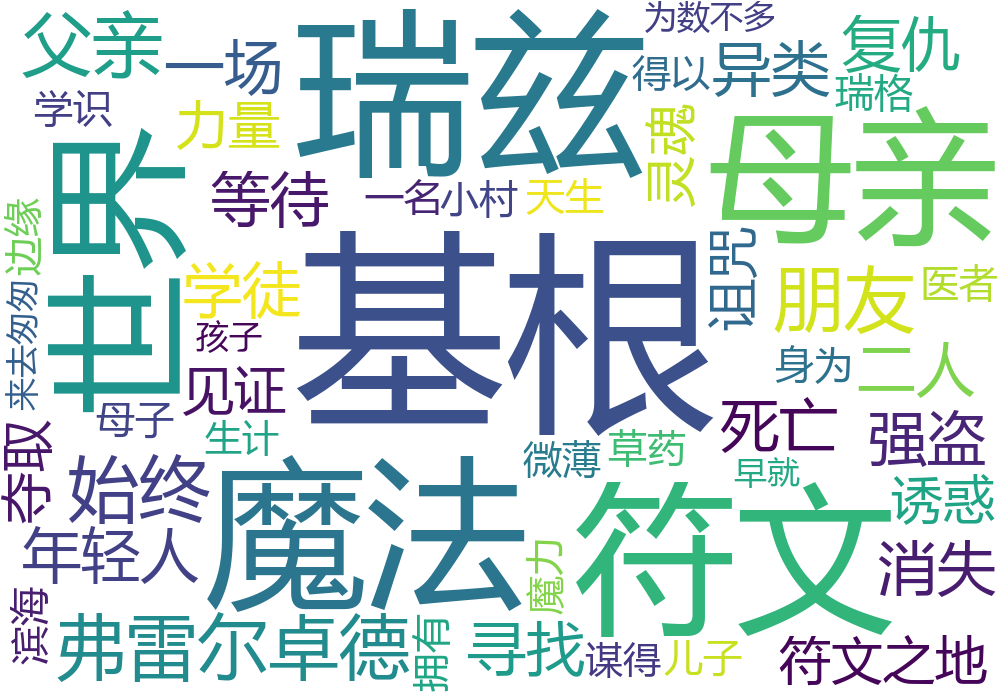 为数不多
父亲
一场
瑞兹
得以
异类
复仇
瑞格
学识
力量
灵魂
母亲
世界
等待
一名
小村
天生
边缘
学徒
基根
诅咒
朋友
医者
来去匆匆
孩子
见证
身为
二人
母子
生计
微薄
草药
死亡
强盗
早就
夺取
始终
魔法
符文
诱惑
年轻人
魔力
消失
滨海
弗雷尔卓德
拥有
寻找
谋得
儿子
符文之地